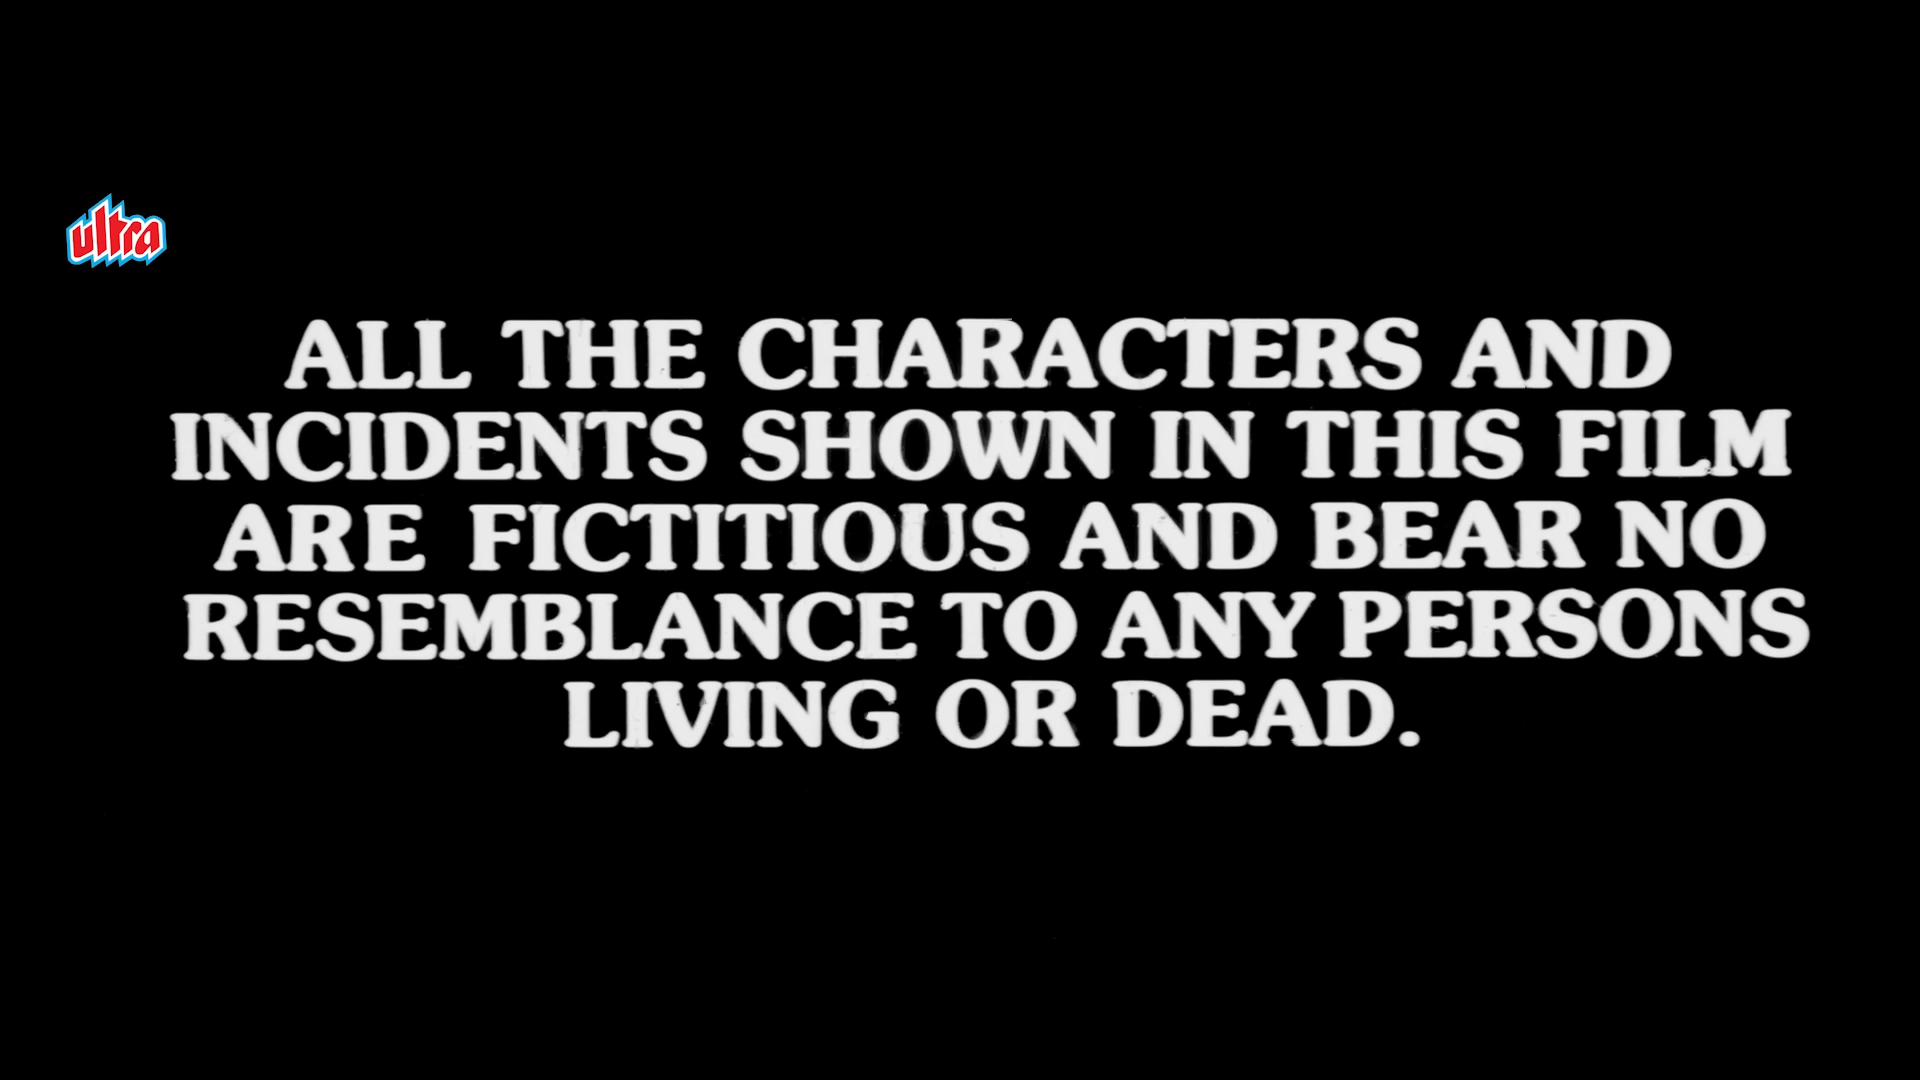 ultra
ALL THE CHARACTERS AND
INCIDENTS SHOWN IN THIS FILM
ARE FICTITIOUS AND BEAR NO
RESEMBLANCE TO ANY PERSONS
LIVING OR DEAD.